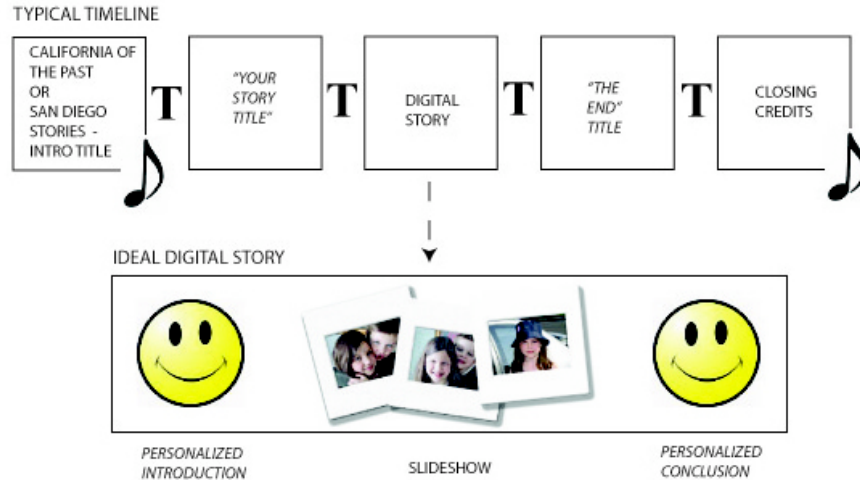 TYPICAL TIMELINE
CALIFORNIA OF
THE PAST
OR
SAN DIEGO
STORIES -
INTRO TITLE
T
"YOUR
STORY
TITLE"
T
DIGITAL
STORY
T
"THE
END"
TITLE
T
CLOSING
CREDITS
IDEAL DIGITAL STORY
PERSONALIZED
INTRODUCTION
SLIDESHOW
PERSONALIZED
CONCLUSION